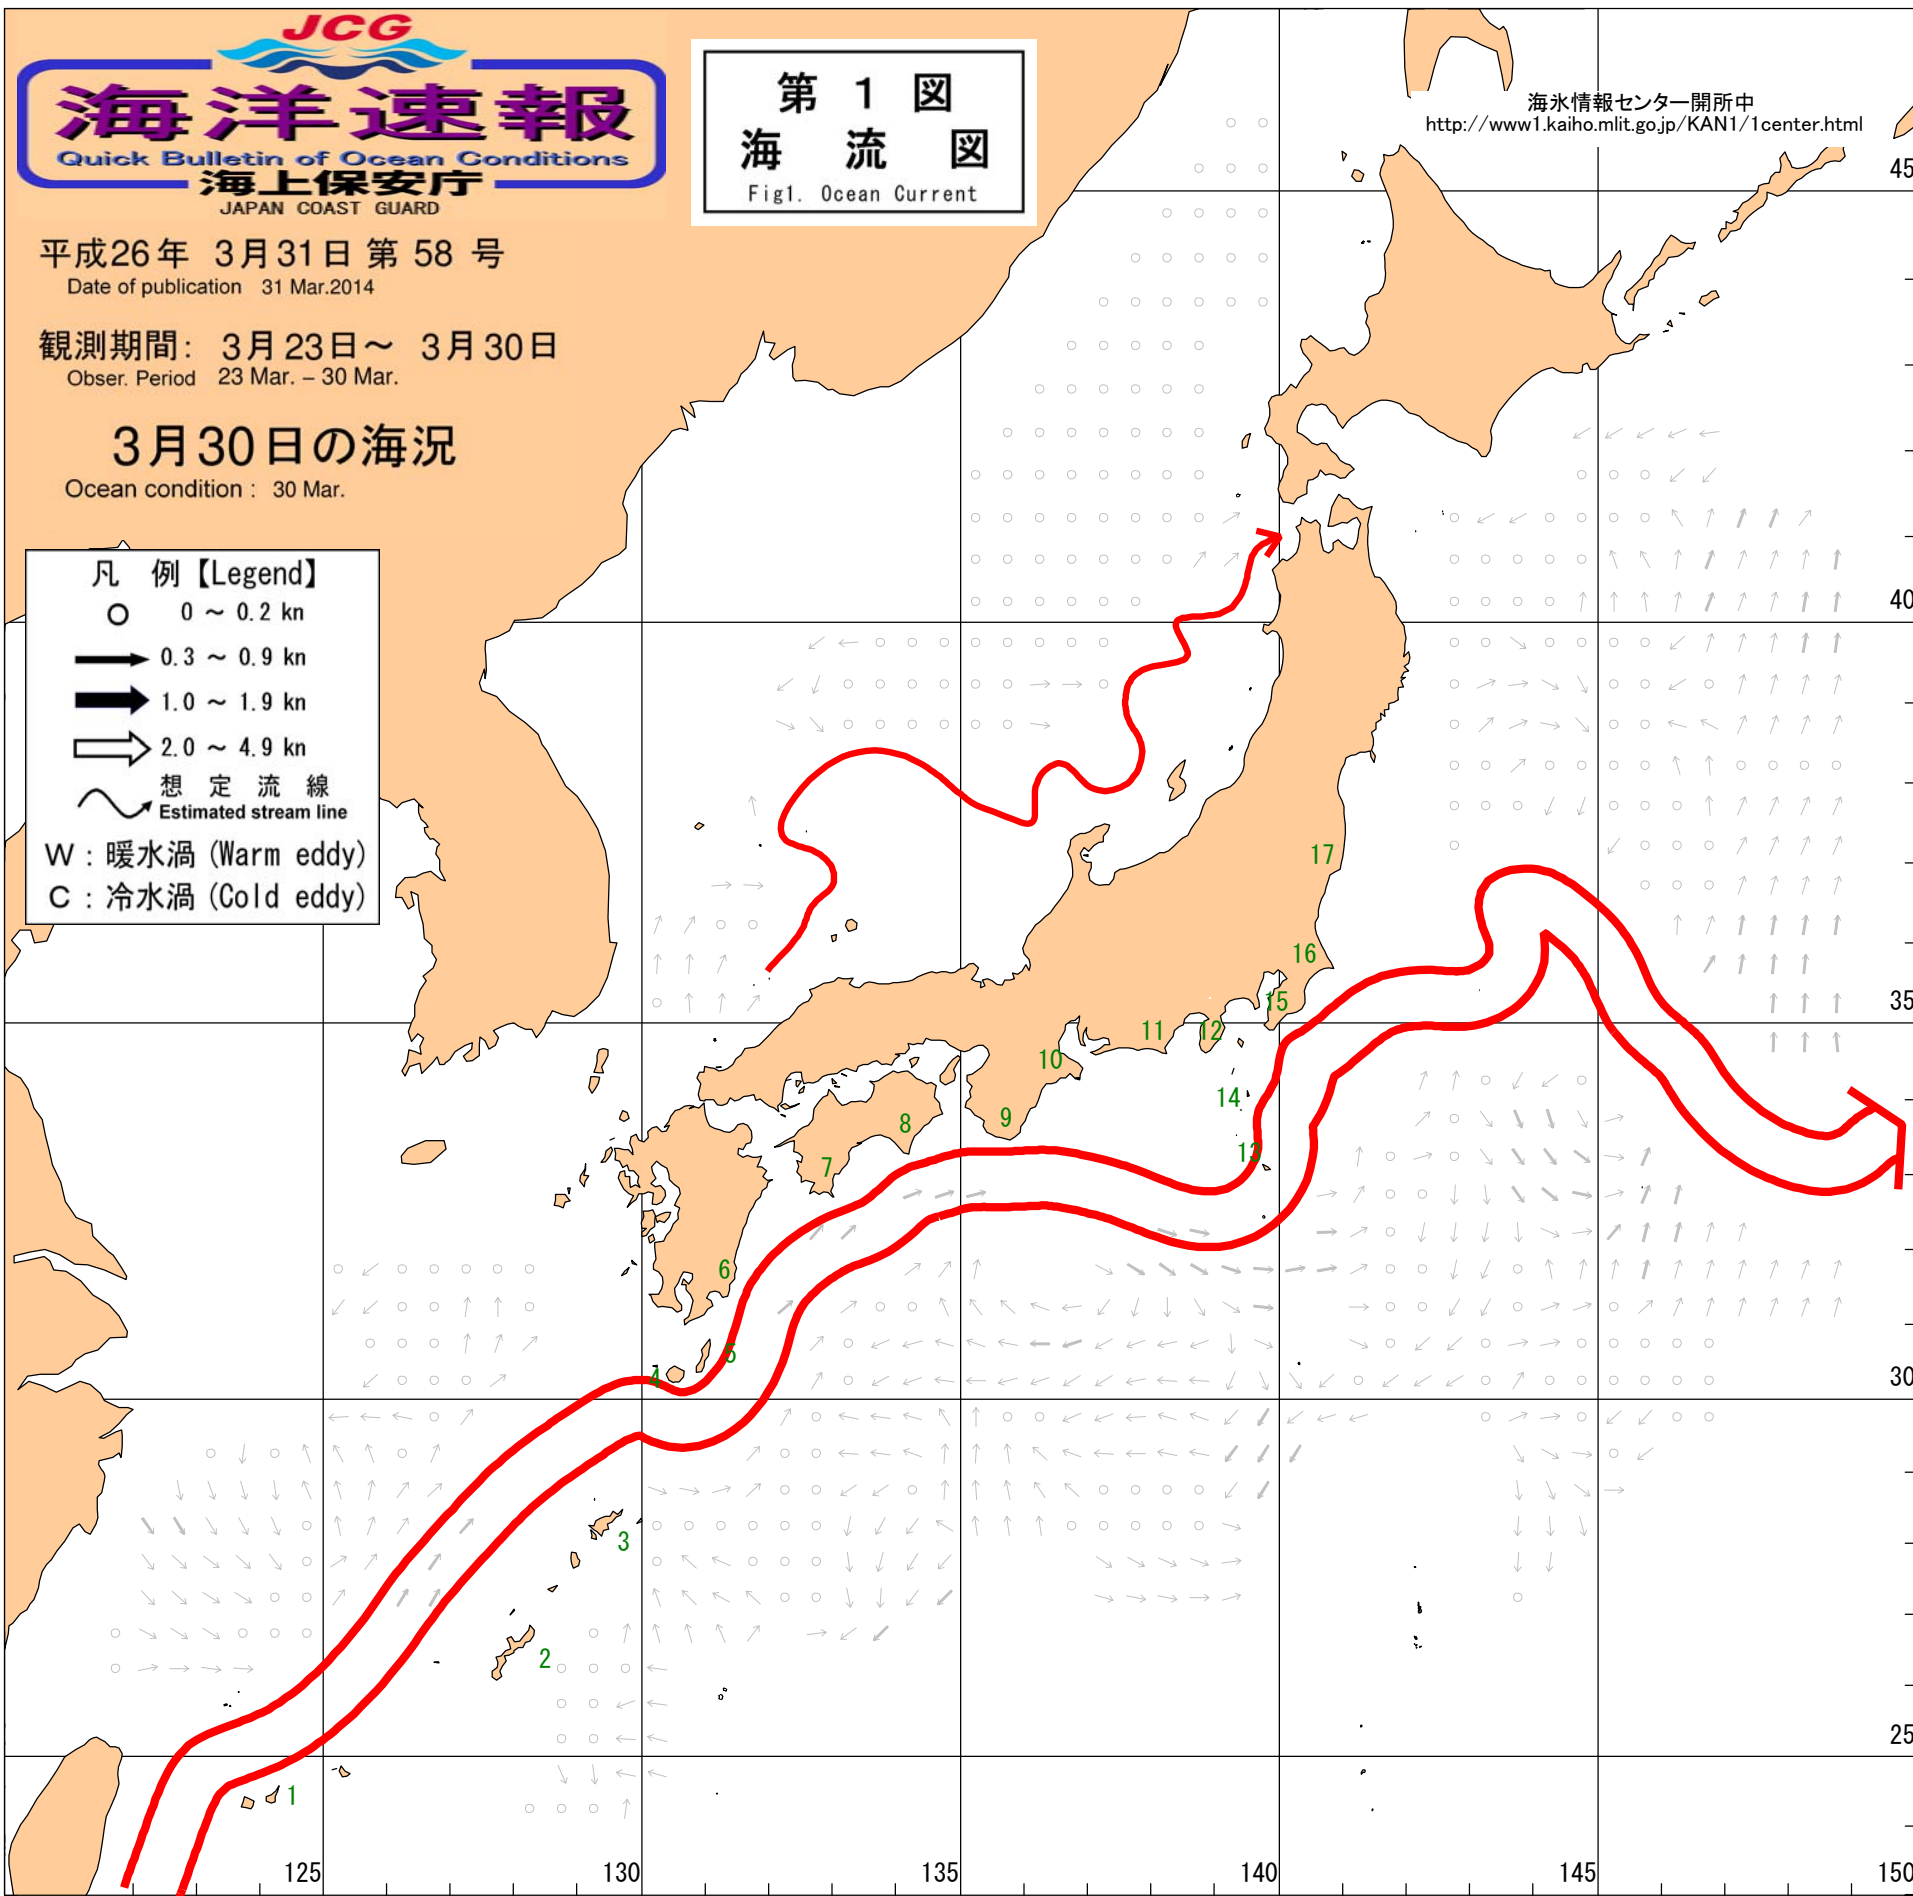 JCG
海洋速報
Quick Bulletin of Ocean Conditions
海上保安庁
JAPAN COAST GUARD
第 1 図
海 流 図
Fig1. Ocean Current
海氷情報センター開所中
http://www1.kaiho.mlit.go.jp/KAN1/1center.html
平成26年 3月31日 第 58 号
Date of publication 31 Mar.2014
観測期間: 3月23日～ 3月30日
Obser. Period 23 Mar. – 30 Mar.
3月30日の海況
Ocean condition : 30 Mar.
凡 例【Legend】
0 ～ 0.2 kn
0.3 ～ 0.9 kn
1.0 ～ 1.9 kn
2.0 ～ 4.9 kn
想 定 流 線
Estimated stream line
W : 暖水渦 (Warm eddy)
C : 冷水渦 (Cold eddy)
45
40
17
16
15
35
12
11
10
14
9
8
13
7
6
5
4
30
3
2
25
1
125
130
135
140
145
150